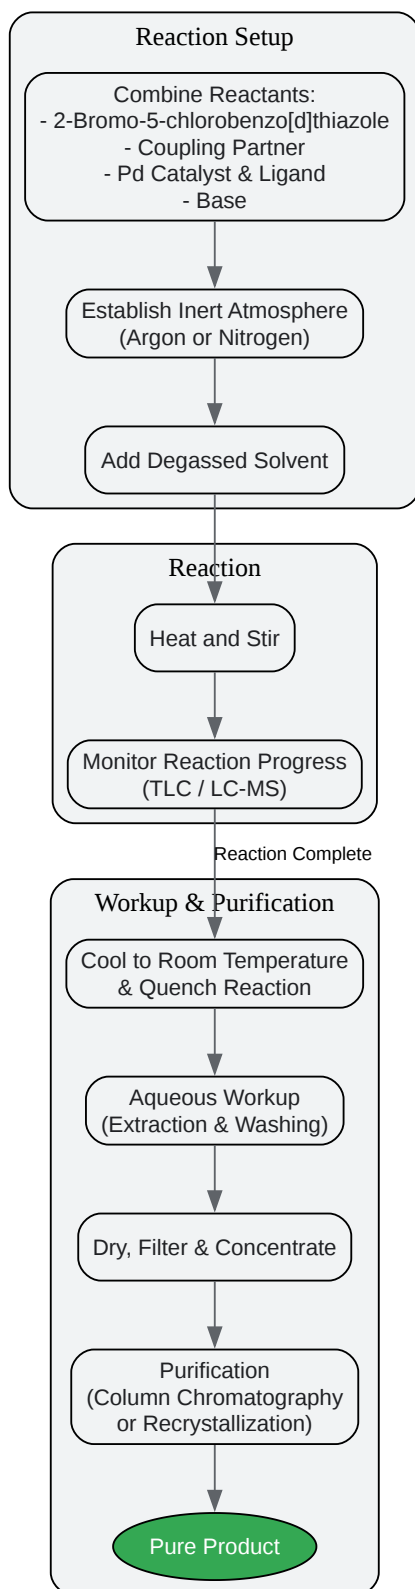 Reaction Setup
Combine Reactants:
- 2-Bromo-5-chlorobenzo[d]thiazole
- Coupling Partner
- Pd Catalyst & Ligand
- Base
Establish Inert Atmosphere
(Argon or Nitrogen)
Add Degassed Solvent
Reaction
Heat and Stir
Monitor Reaction Progress
(TLC / LC-MS)
Reaction Complete
Workup & Purification
Cool to Room Temperature
& Quench Reaction
Aqueous Workup
(Extraction & Washing)
Dry, Filter & Concentrate
Purification
(Column Chromatography
or Recrystallization)
Pure Product